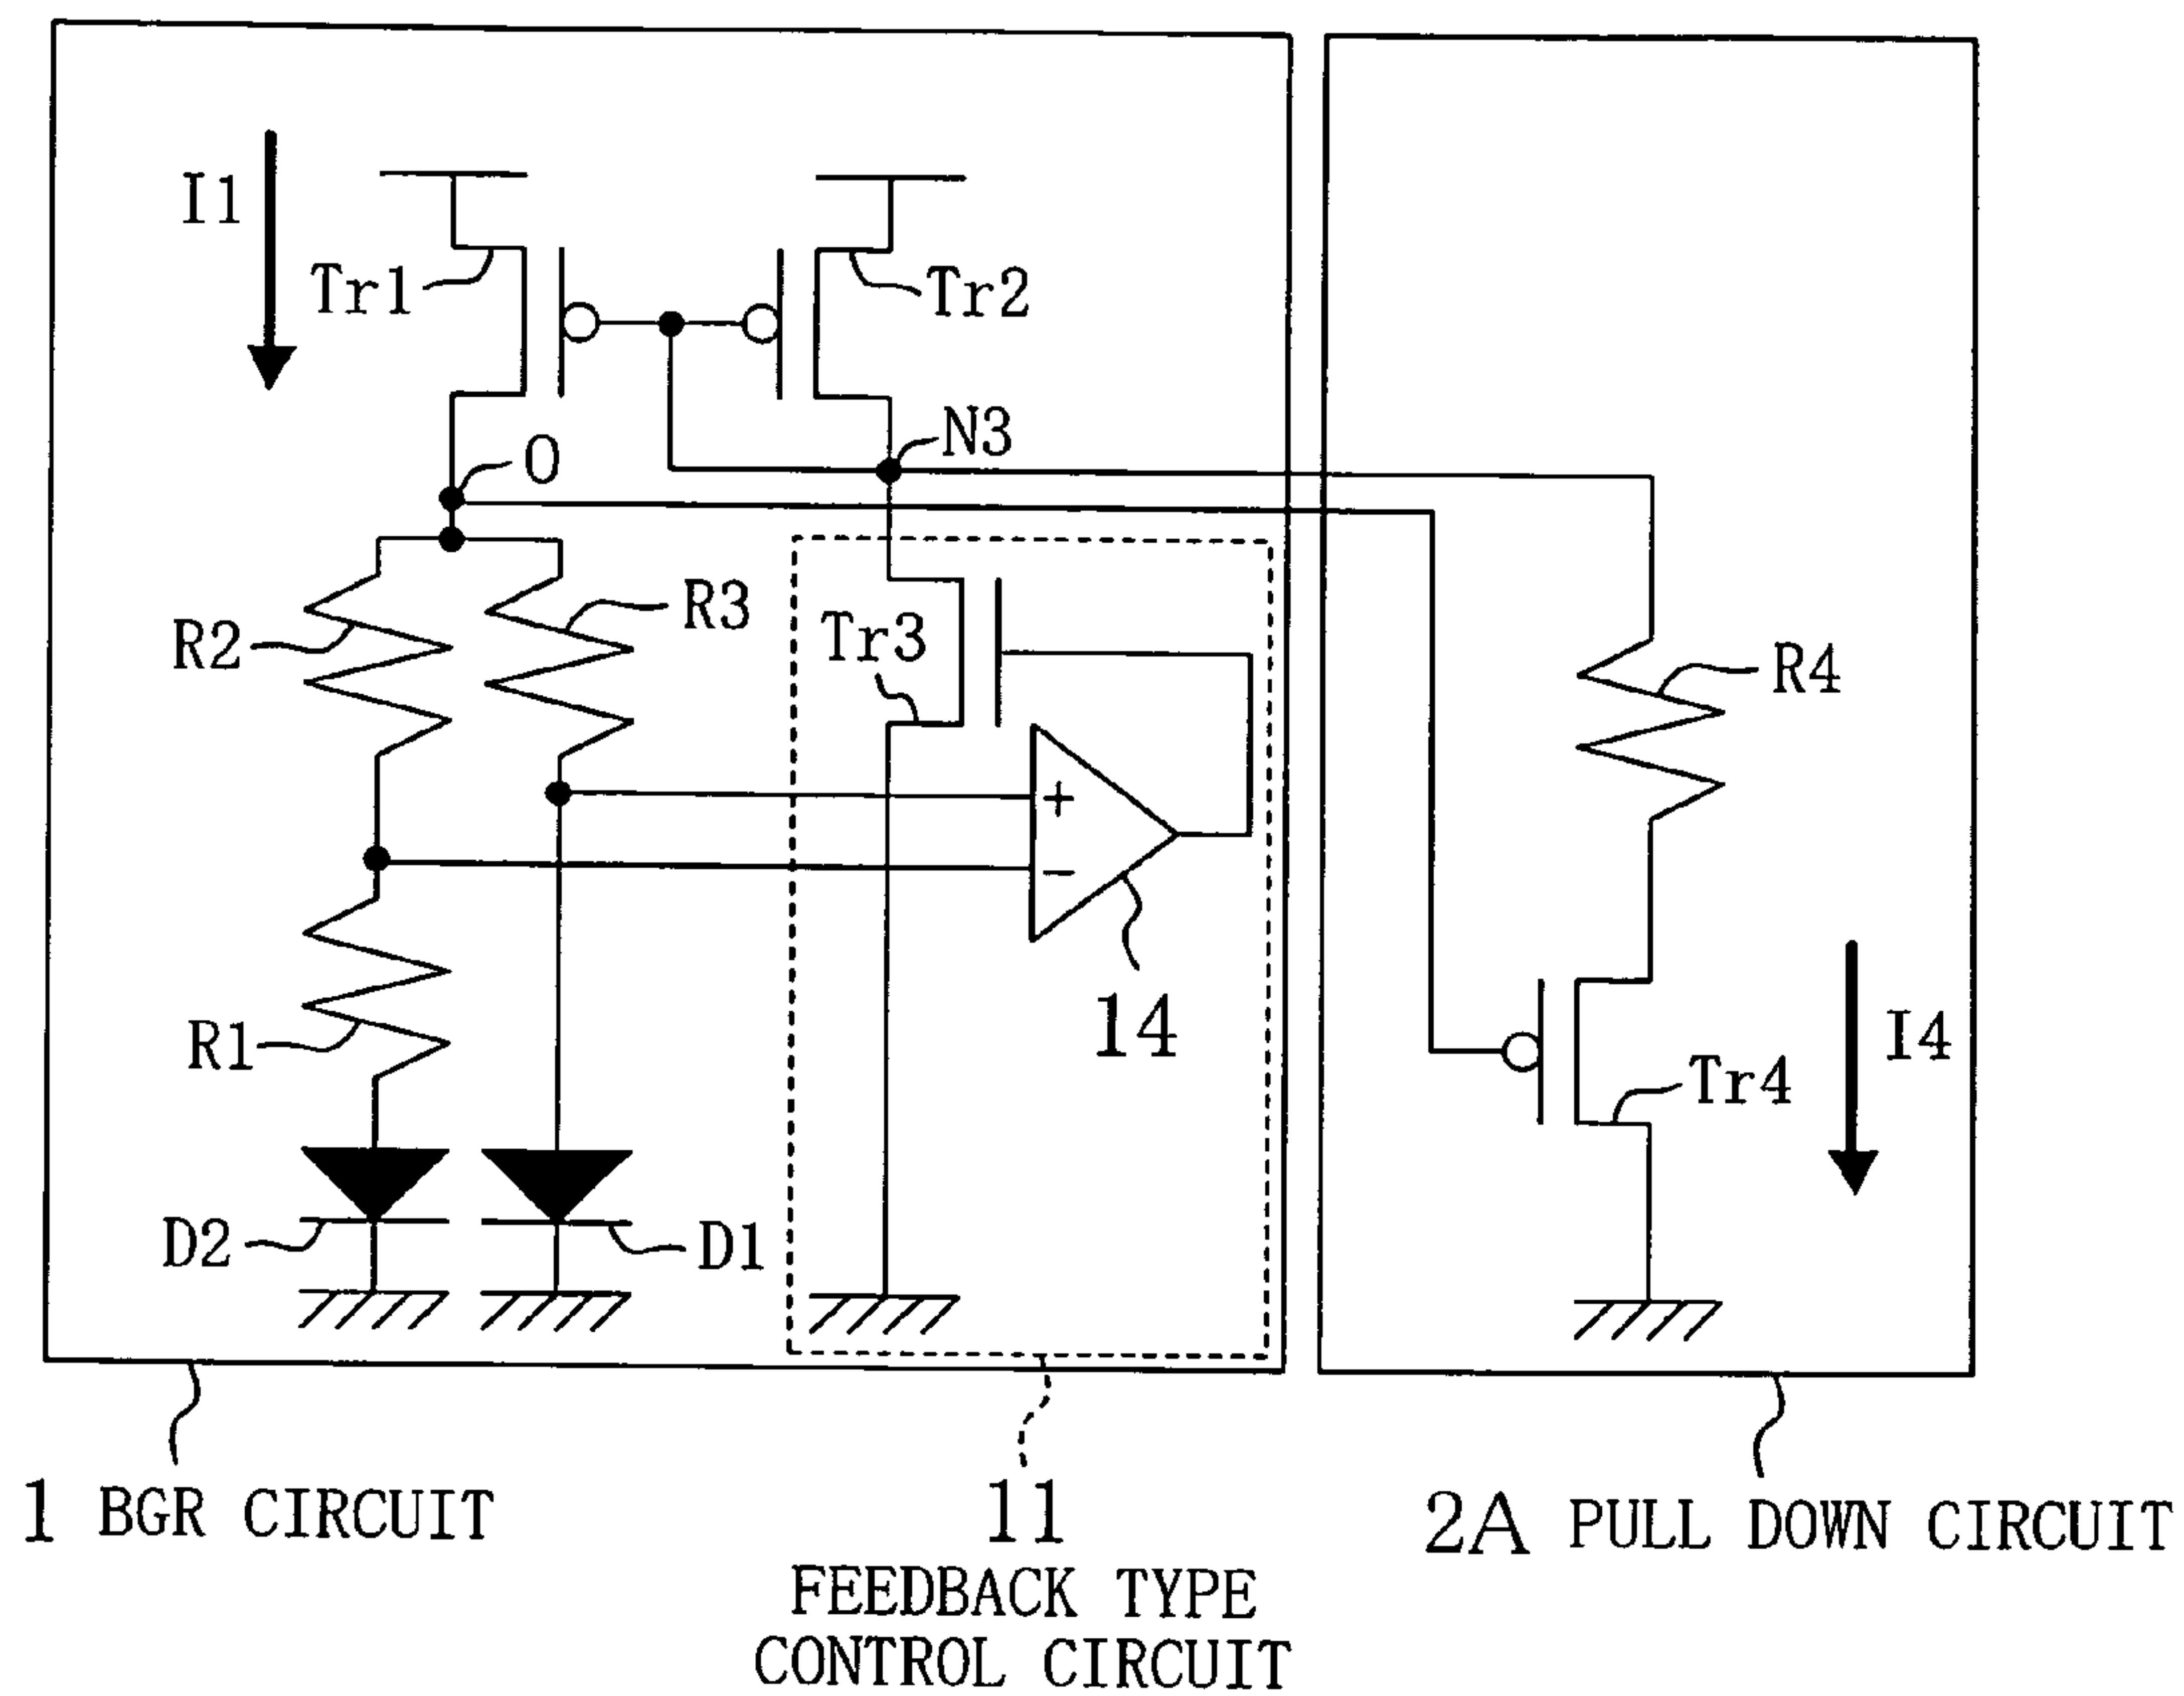 I1
Tr1
Tr2
O
N3
R2
R3
Tr3
R4
+
−
14
R1
Tr4
I4
D2
D1
1 BGR CIRCUIT
11
FEEDBACK TYPE
CONTROL CIRCUIT
2A PULL DOWN CIRCUIT